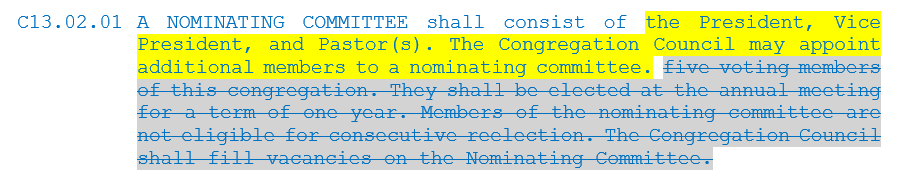 C13.02.01 A NOMINATING COMMITTEE shall consist of the President, Vice
President, and Pastor(s). The Congregation Council may appoint
additional members to a nominating committee. five voting members
of this congregation. They shall be elected at the annual meeting
for a term of one year. Members of the nominating committee are
not eligible for consecutive reelection. The Congregation Council
shall fill vacancies on the Nominating Committee.